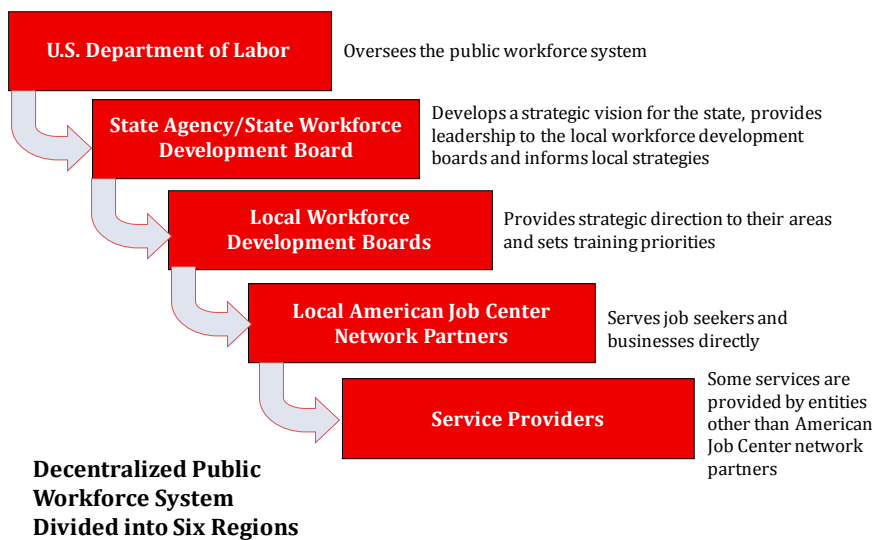 U.S. Department of Labor
Oversees the public workforce system
State Agency/State Workforce
Development Board
Develops a strategic vision for the state, provides
leadership to the local workforce development
boards and informs local strategies
Local Workforce
Development Boards
Provides strategic direction to their areas
and sets training priorities
Local American Job Center
Network Partners
Serves job seekers and
businesses directly
Service Providers
Some services are
provided by entities
other than American
Job Center network
partners
Decentralized Public
Workforce System
Divided into Six Regions